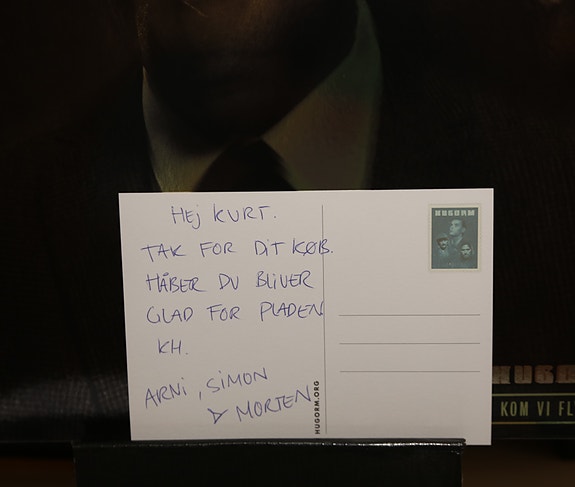 HEJ KURT.
TAK FOR DIT KØB.
HÅBER DU BLIVER
GLAD FOR PLADEN
KH.
ARNI, SIMON
& MORTEN
HUGORM.ORG
HUGORM
KOM VI FL